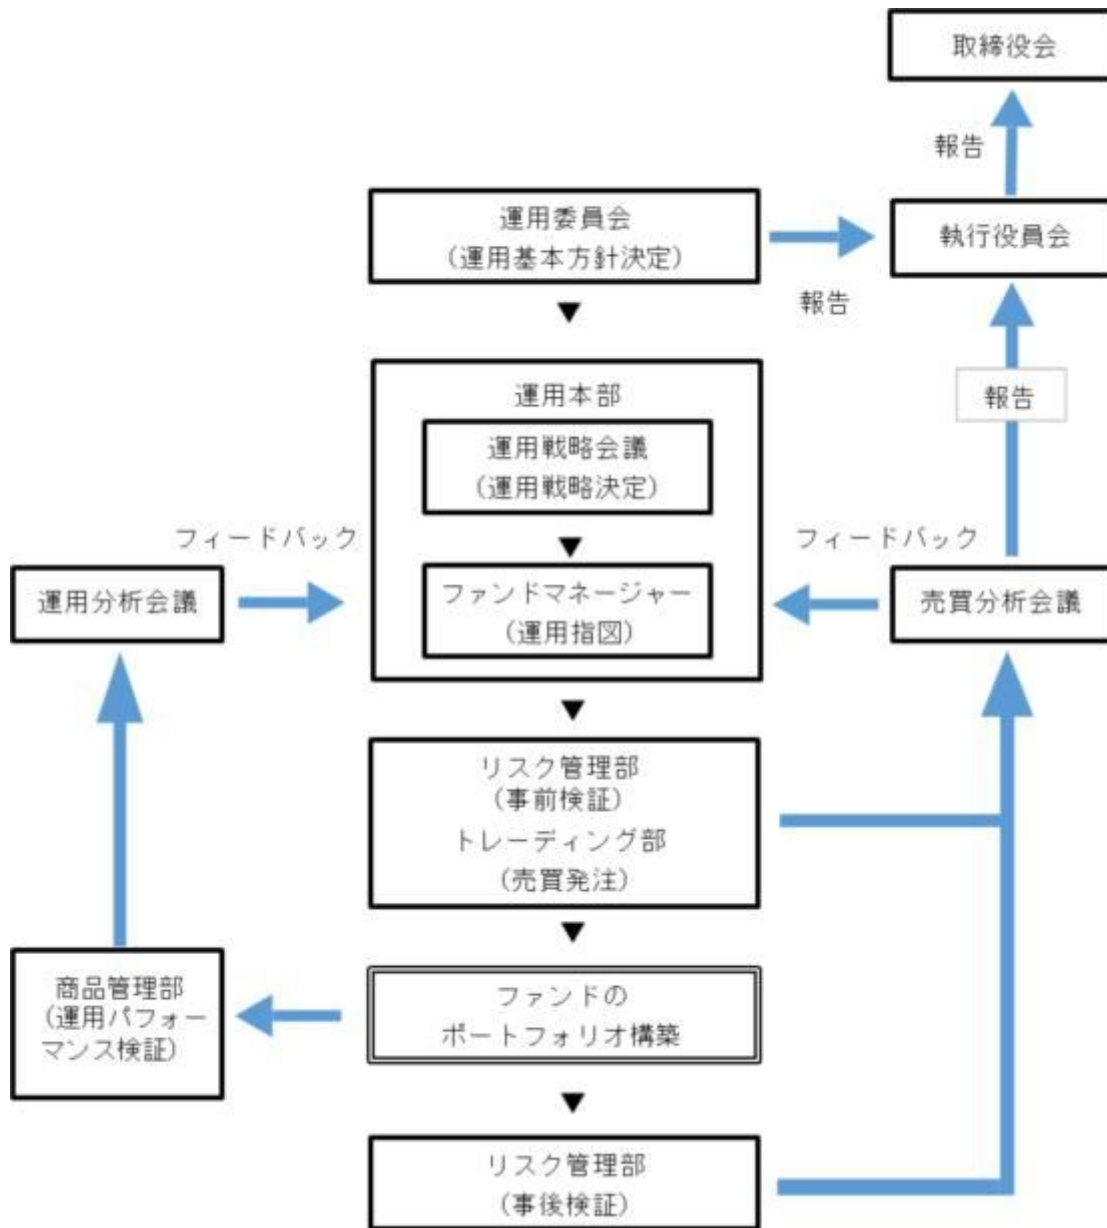 取締役会
報告
運用委員会
(運用基本方針決定)
執行役員会
報告
運用本部
報告
運用戦略会議
(運用戦略決定)
フィードバック
フィードバック
運用分析会議
ファンドマネージャー
(運用指図)
売買分析会議
リスク管理部
(事前検証)
トレーディング部
(売買発注)
商品管理部
(運用パフォー
マンス検証)
ファンドの
ポートフォリオ構築
リスク管理部
(事後検証)